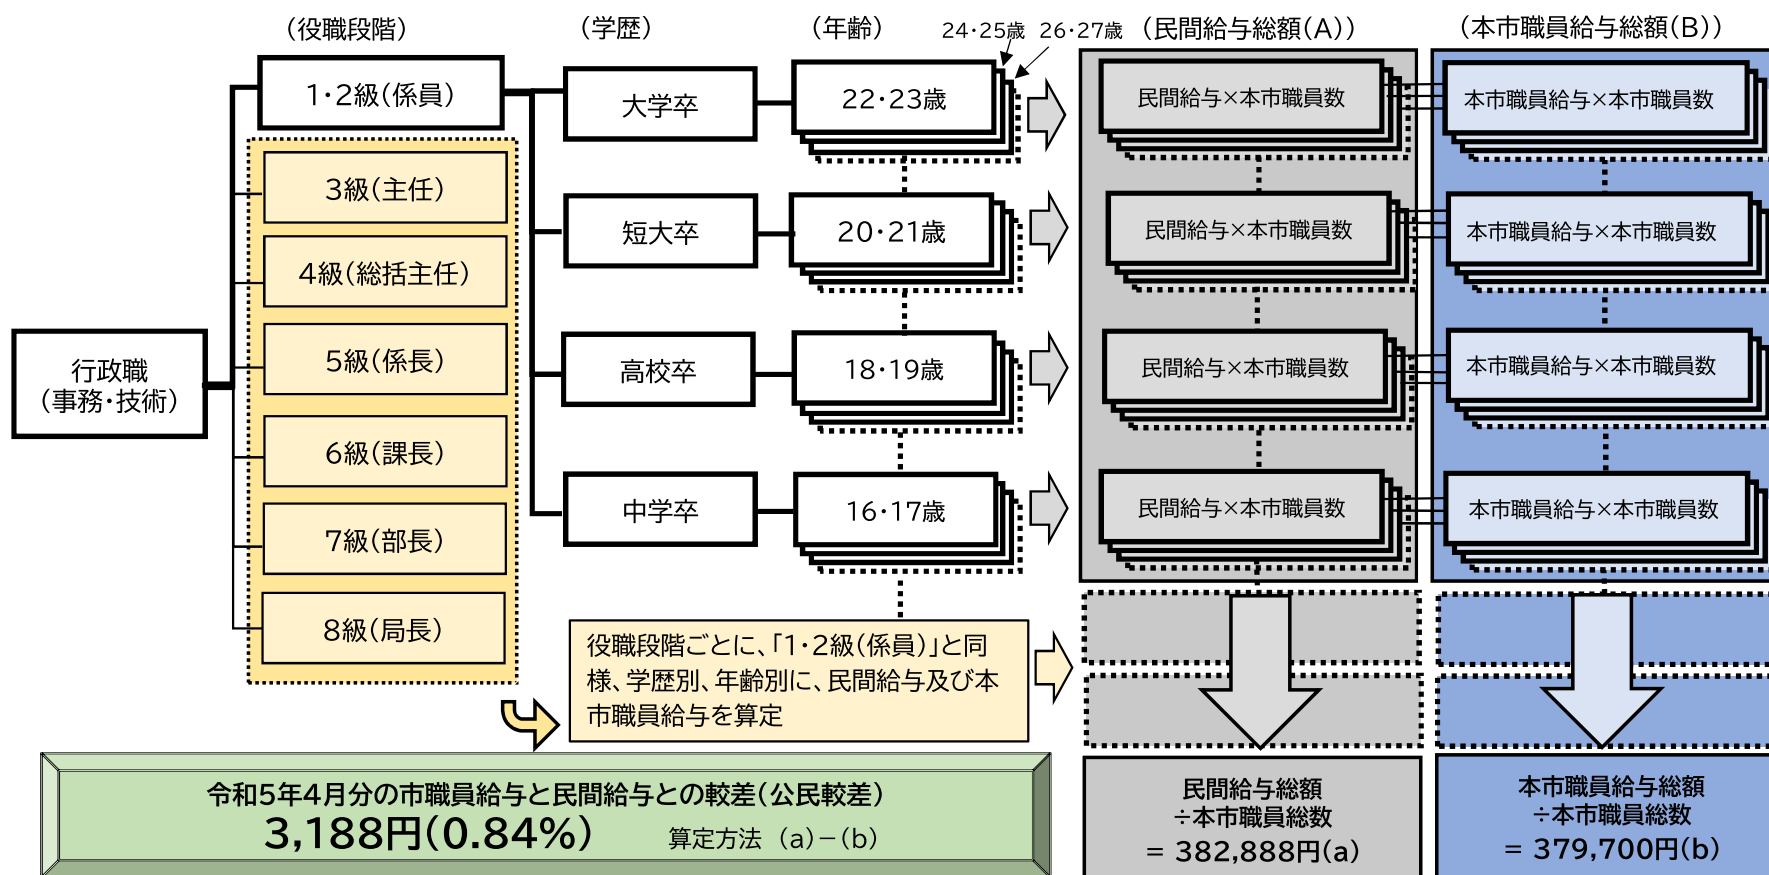 （役職段階）
（学歴）
（年齢）
24・25歳
26・27歳
（民間給与総額（A））
（本市職員給与総額（B））
行政職
（事務・技術）
1・2級（係員）
3級（主任）
4級（総括主任）
5級（係長）
6級（課長）
7級（部長）
8級（局長）
大学卒
22・23歳
民間給与×本市職員数
本市職員給与×本市職員数
短大卒
20・21歳
民間給与×本市職員数
本市職員給与×本市職員数
高校卒
18・19歳
民間給与×本市職員数
本市職員給与×本市職員数
中学卒
16・17歳
民間給与×本市職員数
本市職員給与×本市職員数
役職段階ごとに、「1・2級（係員）」と同
様、学歴別、年齢別に、民間給与及び本
市職員給与を算定
令和5年4月分の市職員給与と民間給与との較差（公民較差）
3,188円（0.84%）　算定方法（a）－（b）
民間給与総額
÷本市職員総数
= 382,888円（a）
本市職員給与総額
÷本市職員総数
= 379,700円（b）